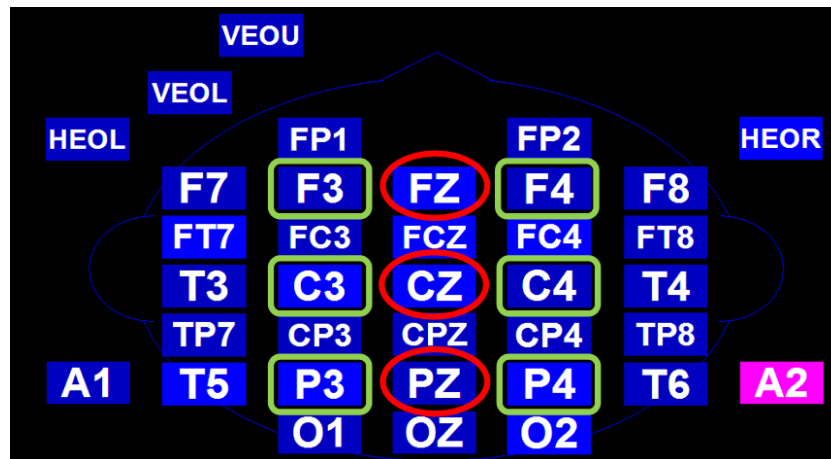 VEOU
VEOL
HEOL FP1 FP2 HEOR
F7 F3 FZ F4 F8
FT7 FC3 FCZ FC4 FT8
T3 C3 CZ C4 T4
TP7 CP3 CPZ CP4 TP8
A1 T5 P3 PZ P4 T6 A2
O1 OZ O2